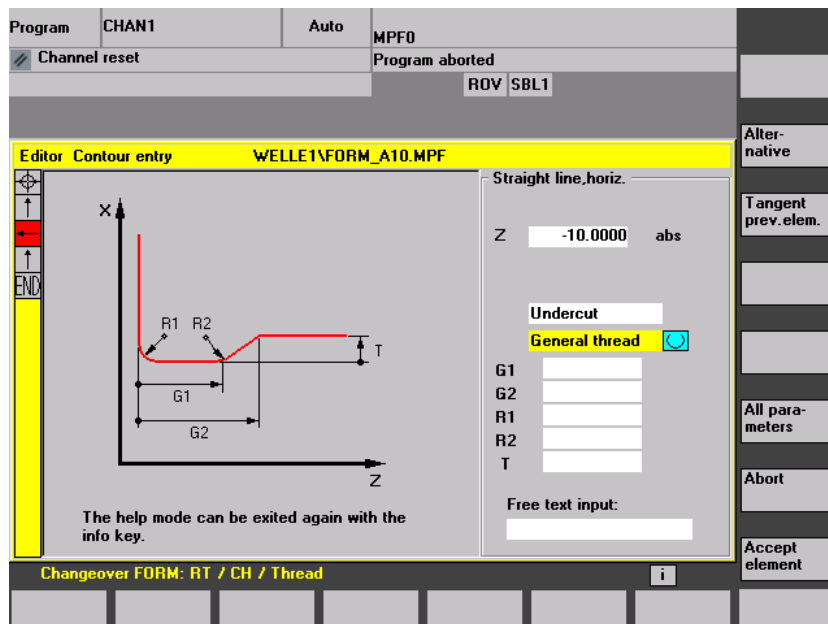 Program
CHAN1
Auto
MPF0
Channel reset
Program aborted
ROV SBL1
Editor Contour entry WELLE1\FORM_A10.MPF
END
X
R1 R2
T
G1
G2
Z
The help mode can be exited again with the
info key.
Straight line,horiz.
Z -10.0000 abs
Undercut
General thread
G1
G2
R1
R2
T
Free text input:
Changeover FORM: RT / CH / Thread
i
Alter-
native
Tangent
prev.elem.
All para-
meters
Abort
Accept
element